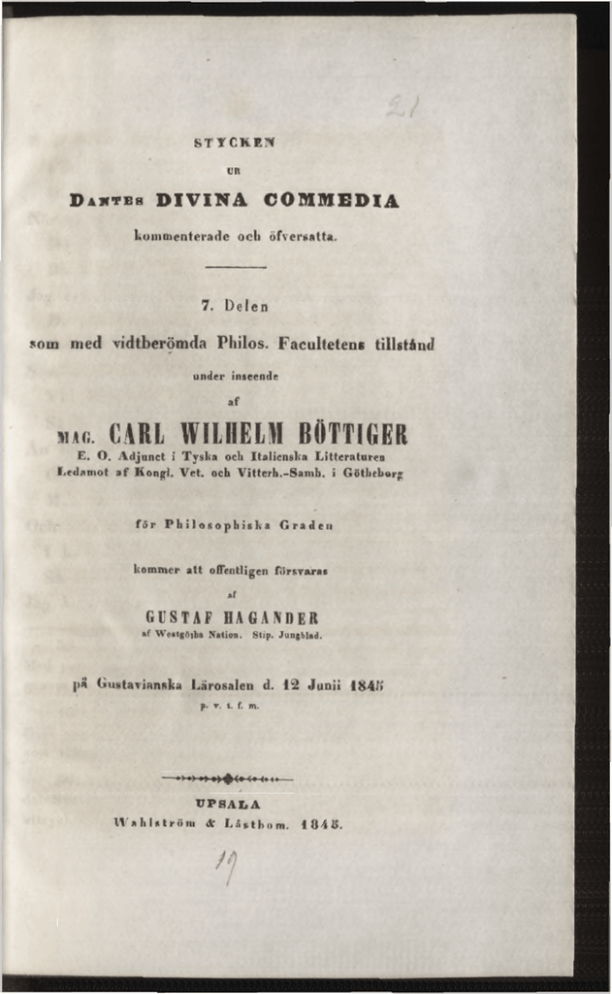 21
STYCKEN
UR
DANTES DIVINA COMMEDIA
kommenterade och öfversatta.
7. Delen
som med vidtberömda Philos. Facultetens tillstånd
under inseende
af
MAG. CARL WILHELM BÖTTIGER
E. O. Adjunct i Tyska och Italienska Litteraturen
Ledamot af Kongl. Vet. och Vitterh.-Samh. i Götheborg
för Philosophiska Graden
kommer att offentligen försvaras
af
GUSTAF HAGANDER
af Westgötha Nation. Stip. Jungblad.
på Gustavianska Lärosalen d. 12 Junii 1845
p. v. t. f. m.
UPSALA
Wahlström & Låstbom. 1845.
19